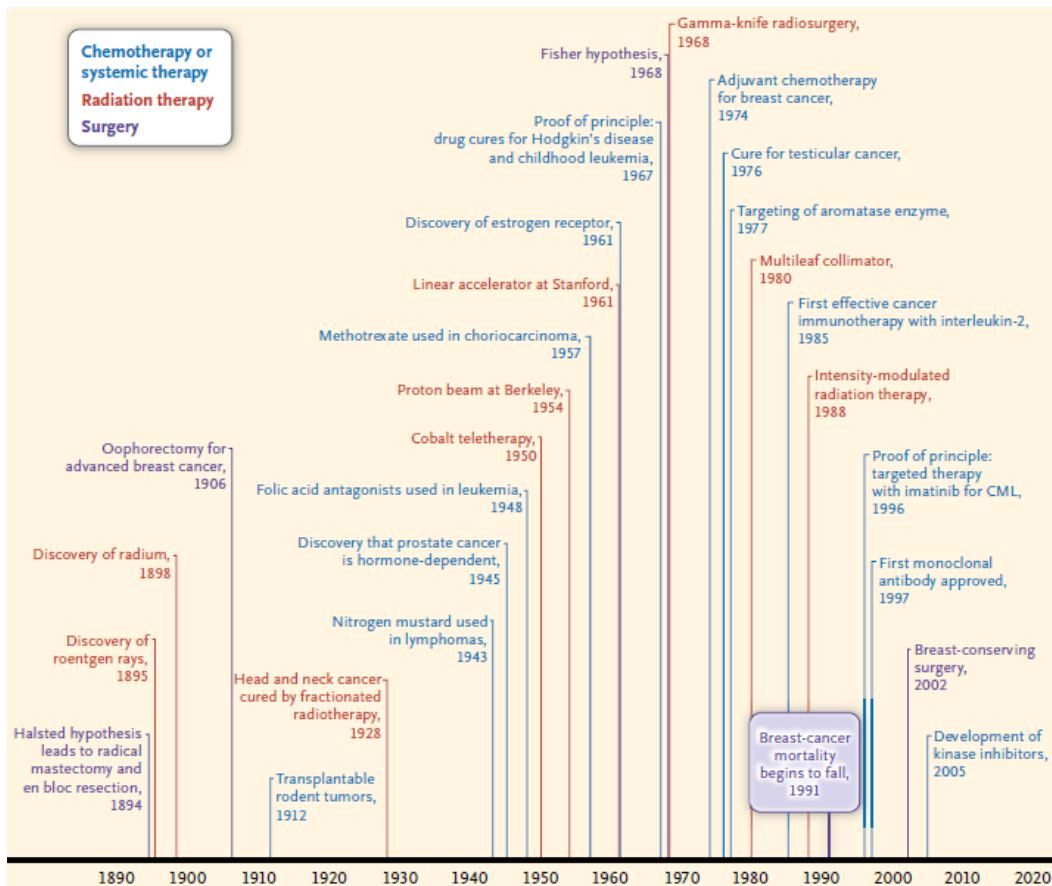 Chemotherapy or
systemic therapy
Radiation therapy
Surgery
Gamma-knife radiosurgery,
1968
Fisher hypothesis,
1968
Adjuvant chemotherapy
for breast cancer,
1974
Proof of principle:
drug cures for Hodgkin's disease
and childhood leukemia,
1967
Cure for testicular cancer,
1976
Targeting of aromatase enzyme,
1977
Discovery of estrogen receptor,
1961
Multileaf collimator,
1980
Linear accelerator at Stanford,
1961
First effective cancer
immunotherapy with interleukin-2,
1985
Methotrexate used in choriocarcinoma,
1957
Intensity-modulated
radiation therapy,
1988
Proton beam at Berkeley,
1954
Cobalt teletherapy,
1950
Oophorectomy for
advanced breast cancer,
1906
Proof of principle:
targeted therapy
with imatinib for CML,
1996
Folic acid antagonists used in leukemia,
1948
Discovery that prostate cancer
is hormone-dependent,
1945
Discovery of radium,
1898
First monoclonal
antibody approved,
1997
Nitrogen mustard used
in lymphomas,
1943
Discovery of
roentgen rays,
1895
Breast-conserving
surgery,
2002
Head and neck cancer
cured by fractionated
radiotherapy,
1928
Halsted hypothesis
leads to radical
mastectomy and
en bloc resection,
1894
Breast-cancer
mortality
begins to fall,
1991
Development of
kinase inhibitors,
2005
Transplantable
rodent tumors,
1912
1890 1900 1910 1920 1930 1940 1950 1960 1970 1980 1990 2000 2010 2020